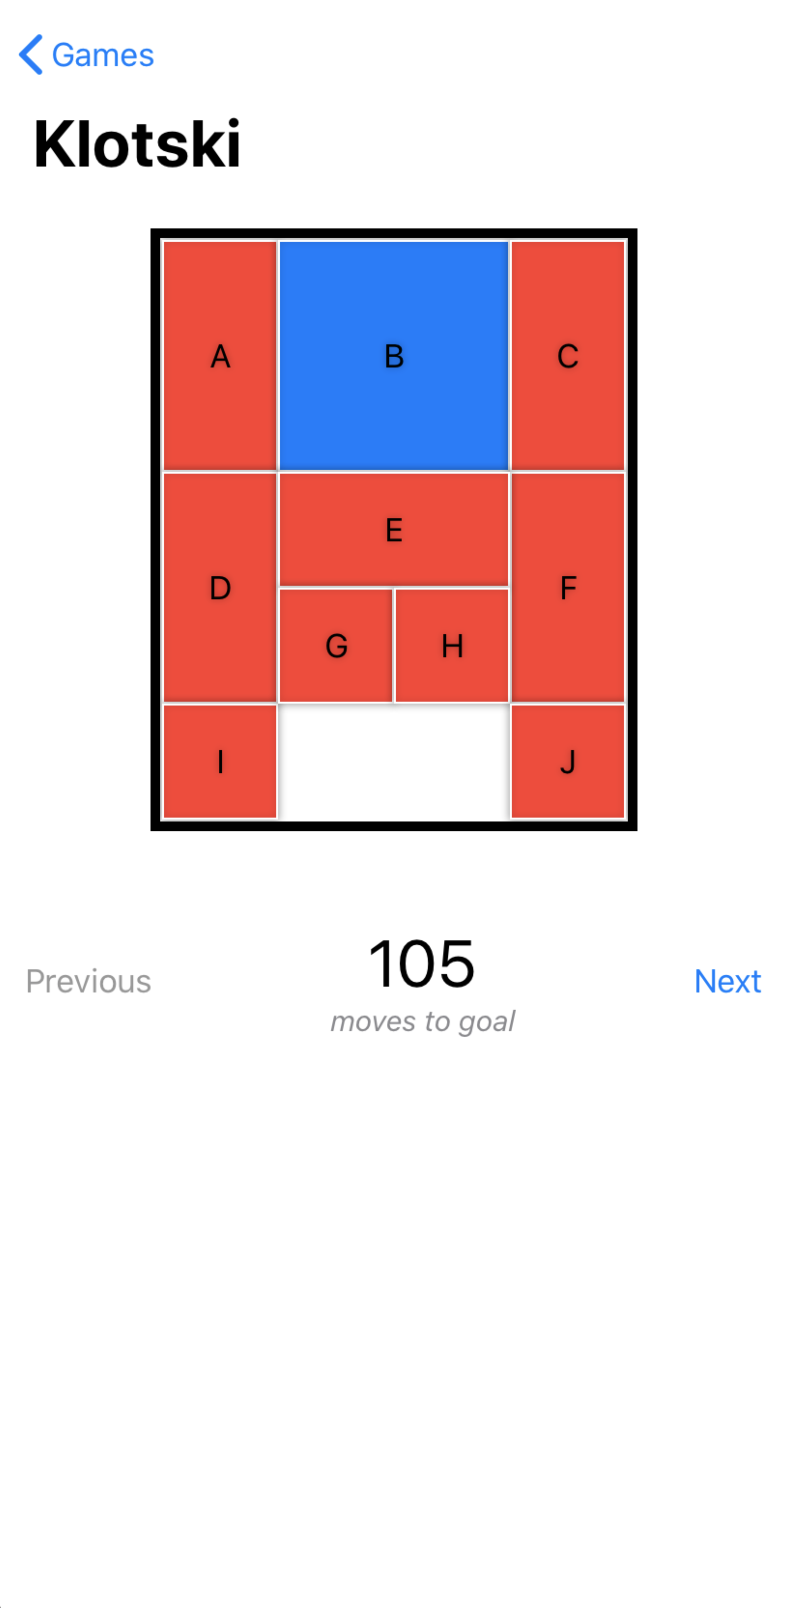 Games
Klotski
A B C
E
D F
G H
I J
105
Previous Next
moves to goal